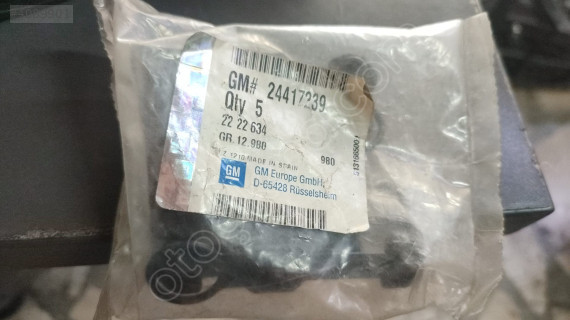 GM# 24417239
Qty 5
22 22 634
GR.12.980
980
MADE IN SPAIN
GM
GM Europe GmbH,
D-65428 Rüsselsheim